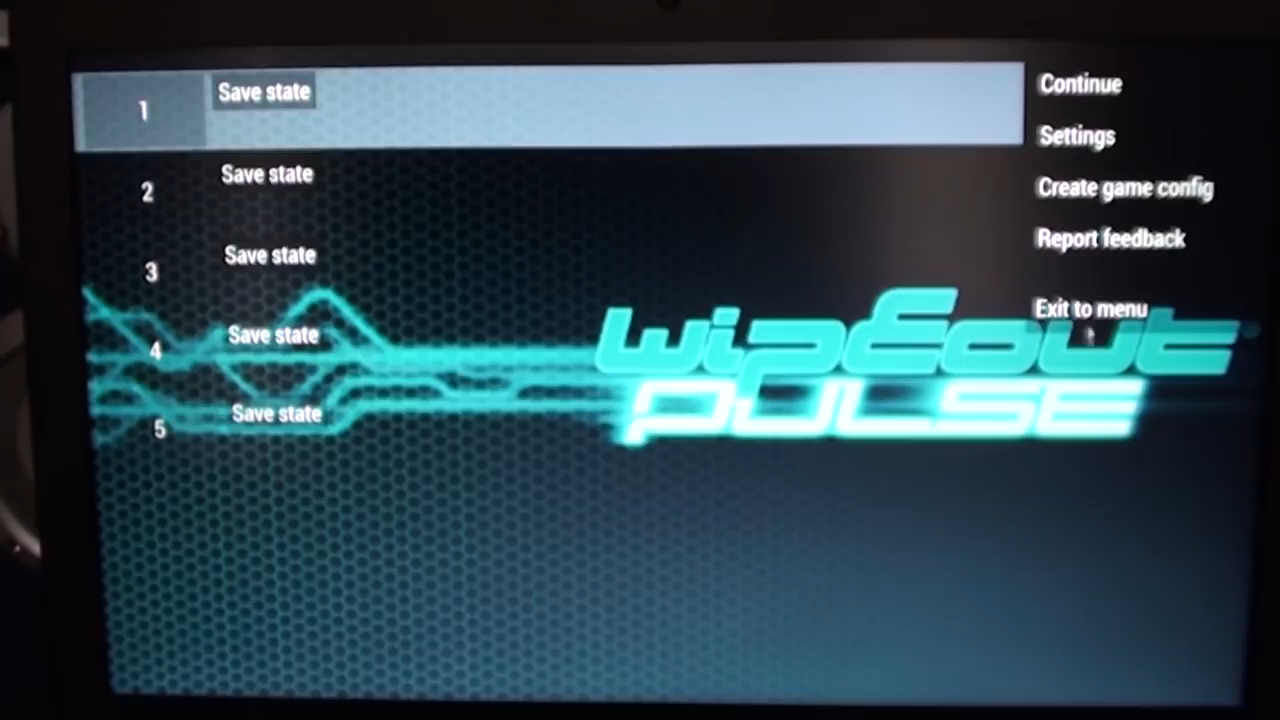 1 Save state
2 Save state
3 Save state
4 Save state
5 Save state
Continue
Settings
Create game config
Report feedback
Exit to menu
wipEout
PULSE